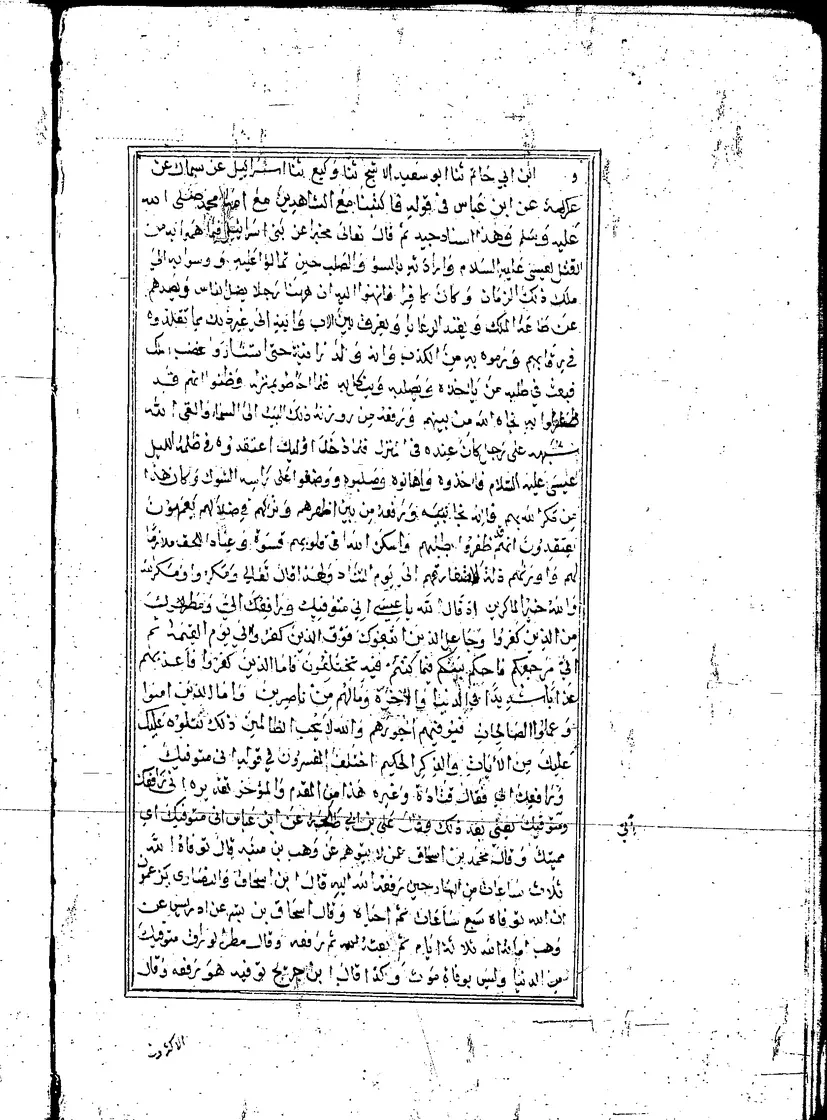 و ابن ابي حاتم ثنا ابو سعيد الاشج ثنا وكيع ثنا اسرائيل عن سماك عن
عكرمة عن ابن عباس في قوله فاكتبنا مع الشاهدين مع امة محمد صلى الله
عليه وسلم وهذا اسناد جيد ثم قال تعالى مخبرا عن بني اسرائيل فيما هموا به من
القتل لعيسى عليه السلام وارادته بالسؤ والصلب حين تمالؤا عليه ووشوا به الى
ملك ذلك الزمان وكان كافرا فانهوا اليه ان ههنا رجلا يضل الناس ويصدهم
عن طاعة الملك ويفند الرعايا ويفرق بين الاب وابنه الى غير ذلك مما تقلدوه
في رقابهم ورموه به من الكذب وانه ولد زانية حتى استثاروا غضب الملك
فبعث في طلبه من ياخذه ويصلبه وينكل به فلما احاطوا بمنزله وظنوا انهم قد
ظفروا به نجاه الله من بينهم ورفعه من روزنة ذلك البيت الى السماء والقى الله
شبهه على رجل كان عنده في المنزل فلما دخل اوليك اعتقدوه في ظلمة الليل
عيسى عليه السلام فاخذوه واهانوه وصلبوه ووضعوا على راسه الشوك وكان هذا
من مكر الله بهم فانه نجا نبيه ورفعه من بين اظهرهم وتركهم في ضلالهم يعمهون
يعتقدون انهم قد ظفروا بطلبهم واسكن الله في قلوبهم قسوة وعنادا للحق ملازما
لهم واورثهم ذلة لا تفارقهم الى يوم التناد ولهذا قال تعالى ومكروا ومكر الله
والله خير الماكرين اذ قال الله يا عيسى اني متوفيك ورافعك الي ومطهرك
من الذين كفروا وجاعل الذين اتبعوك فوق الذين كفروا الي يوم القيمة ثم
الي مرجعكم فاحكم بينكم فيما كنتم فيه تختلفون فاما الذين كفروا فاعذبهم
عذابا شديدا في الدنيا والاخرة ومالهم من ناصرين واما الذين امنوا
وعملوا الصالحات فيوفيهم اجورهم والله لا يحب الظالمين ذلك نتلوه عليك
عليك من الايات والذكر الحكيم اختلف المفسرون في قوله اني متوفيك
ورافعك الي فقال قتادة وغيره هذا من المقدم والمؤخر تقديره اني رافعك
ومتوفيك يعني بعد ذلك وقال علي بن ابي طلحة عن ابن عباس اني متوفيك اي
مميتك وقال محمد بن اسحاق عمن لا يتهم عن وهب بن منبه قال توفاه الله
ثلاث ساعات من النهار حين رفعه الله اليه قال ابن اسحاق والنصارى يزعمون
ان الله توفاه سبع ساعات ثم احياه وقال اسحاق بن بشر عن ادريس عن
وهب اماته الله ثلاثة ايام ثم بعثه ثم رفعه وقال مطر الوراق متوفيك
من الدنيا وليس بوفاة موت وكذا قال ابن جريج توفيه هو رفعه وقال
الاكثرون